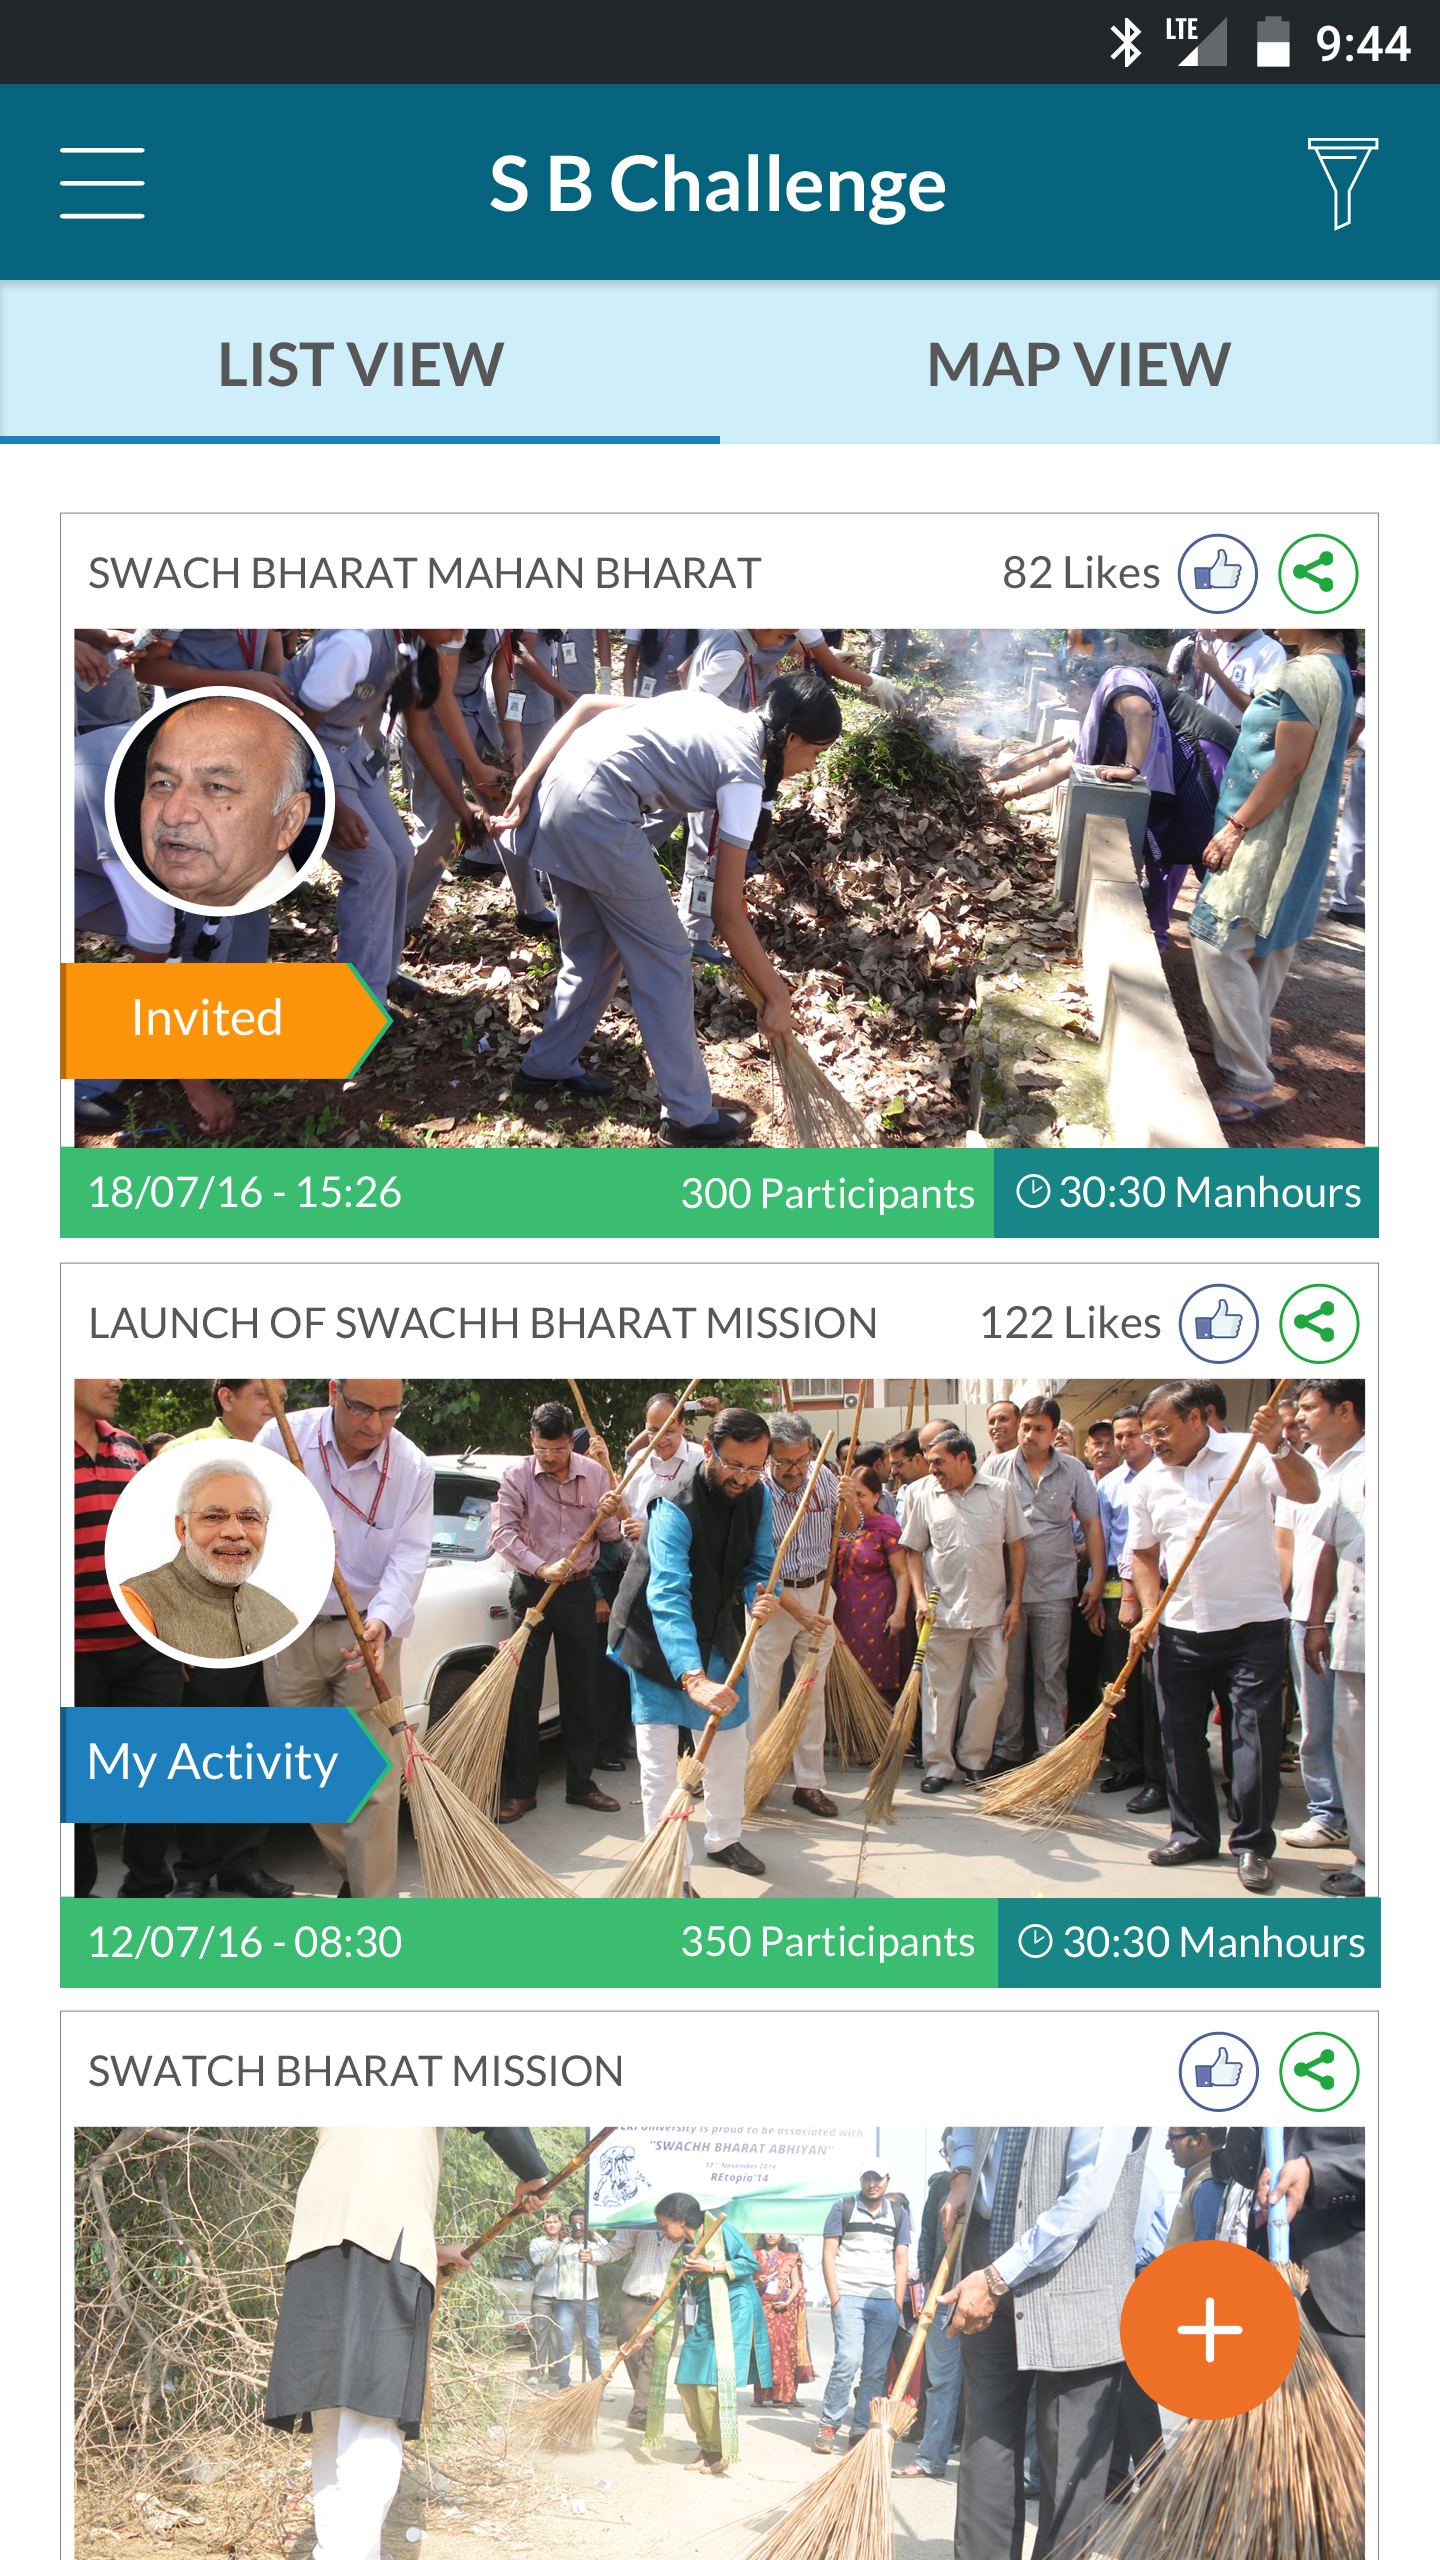 LTE 9:44
S B Challenge
LIST VIEW MAP VIEW
SWACH BHARAT MAHAN BHARAT 82 Likes
Invited
18/07/16 - 15:26 300 Participants 30:30 Manhours
LAUNCH OF SWACHH BHARAT MISSION 122 Likes
My Activity
12/07/16 - 08:30 350 Participants 30:30 Manhours
SWATCH BHARAT MISSION
University is proud to be associated with
"SWACHH BHARAT ABHIYAN"
November 2014
REtopia'14